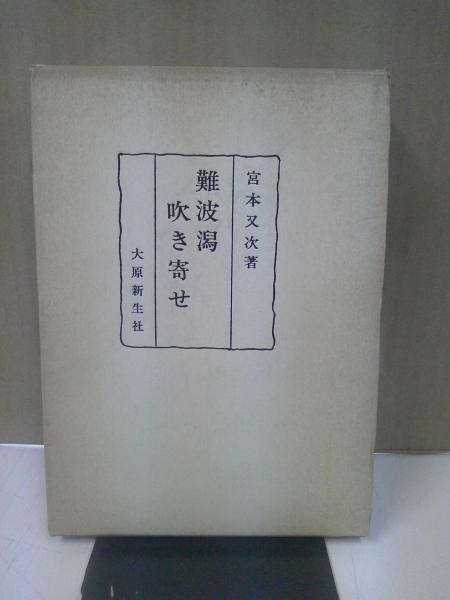 宮本又次著
難波潟
吹き寄せ
大原新生社